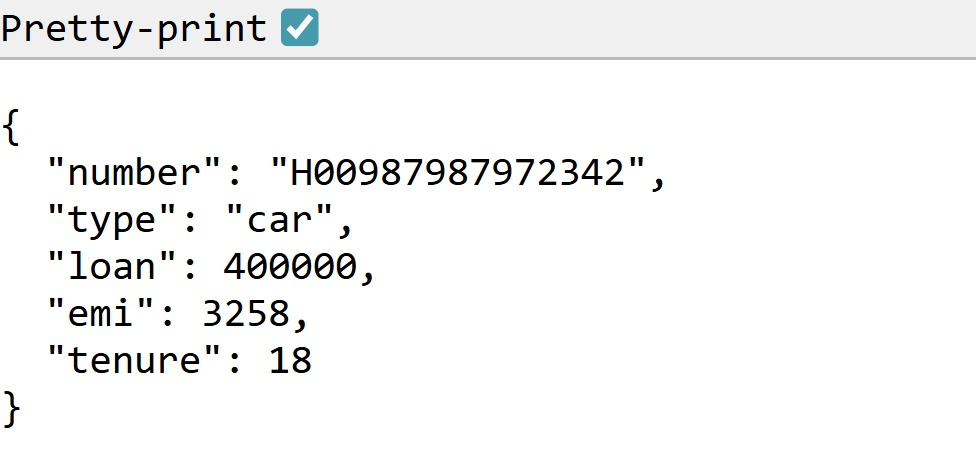 Pretty-print
{
"number": "H00987987972342",
"type": "car",
"loan": 400000,
"emi": 3258,
"tenure": 18
}